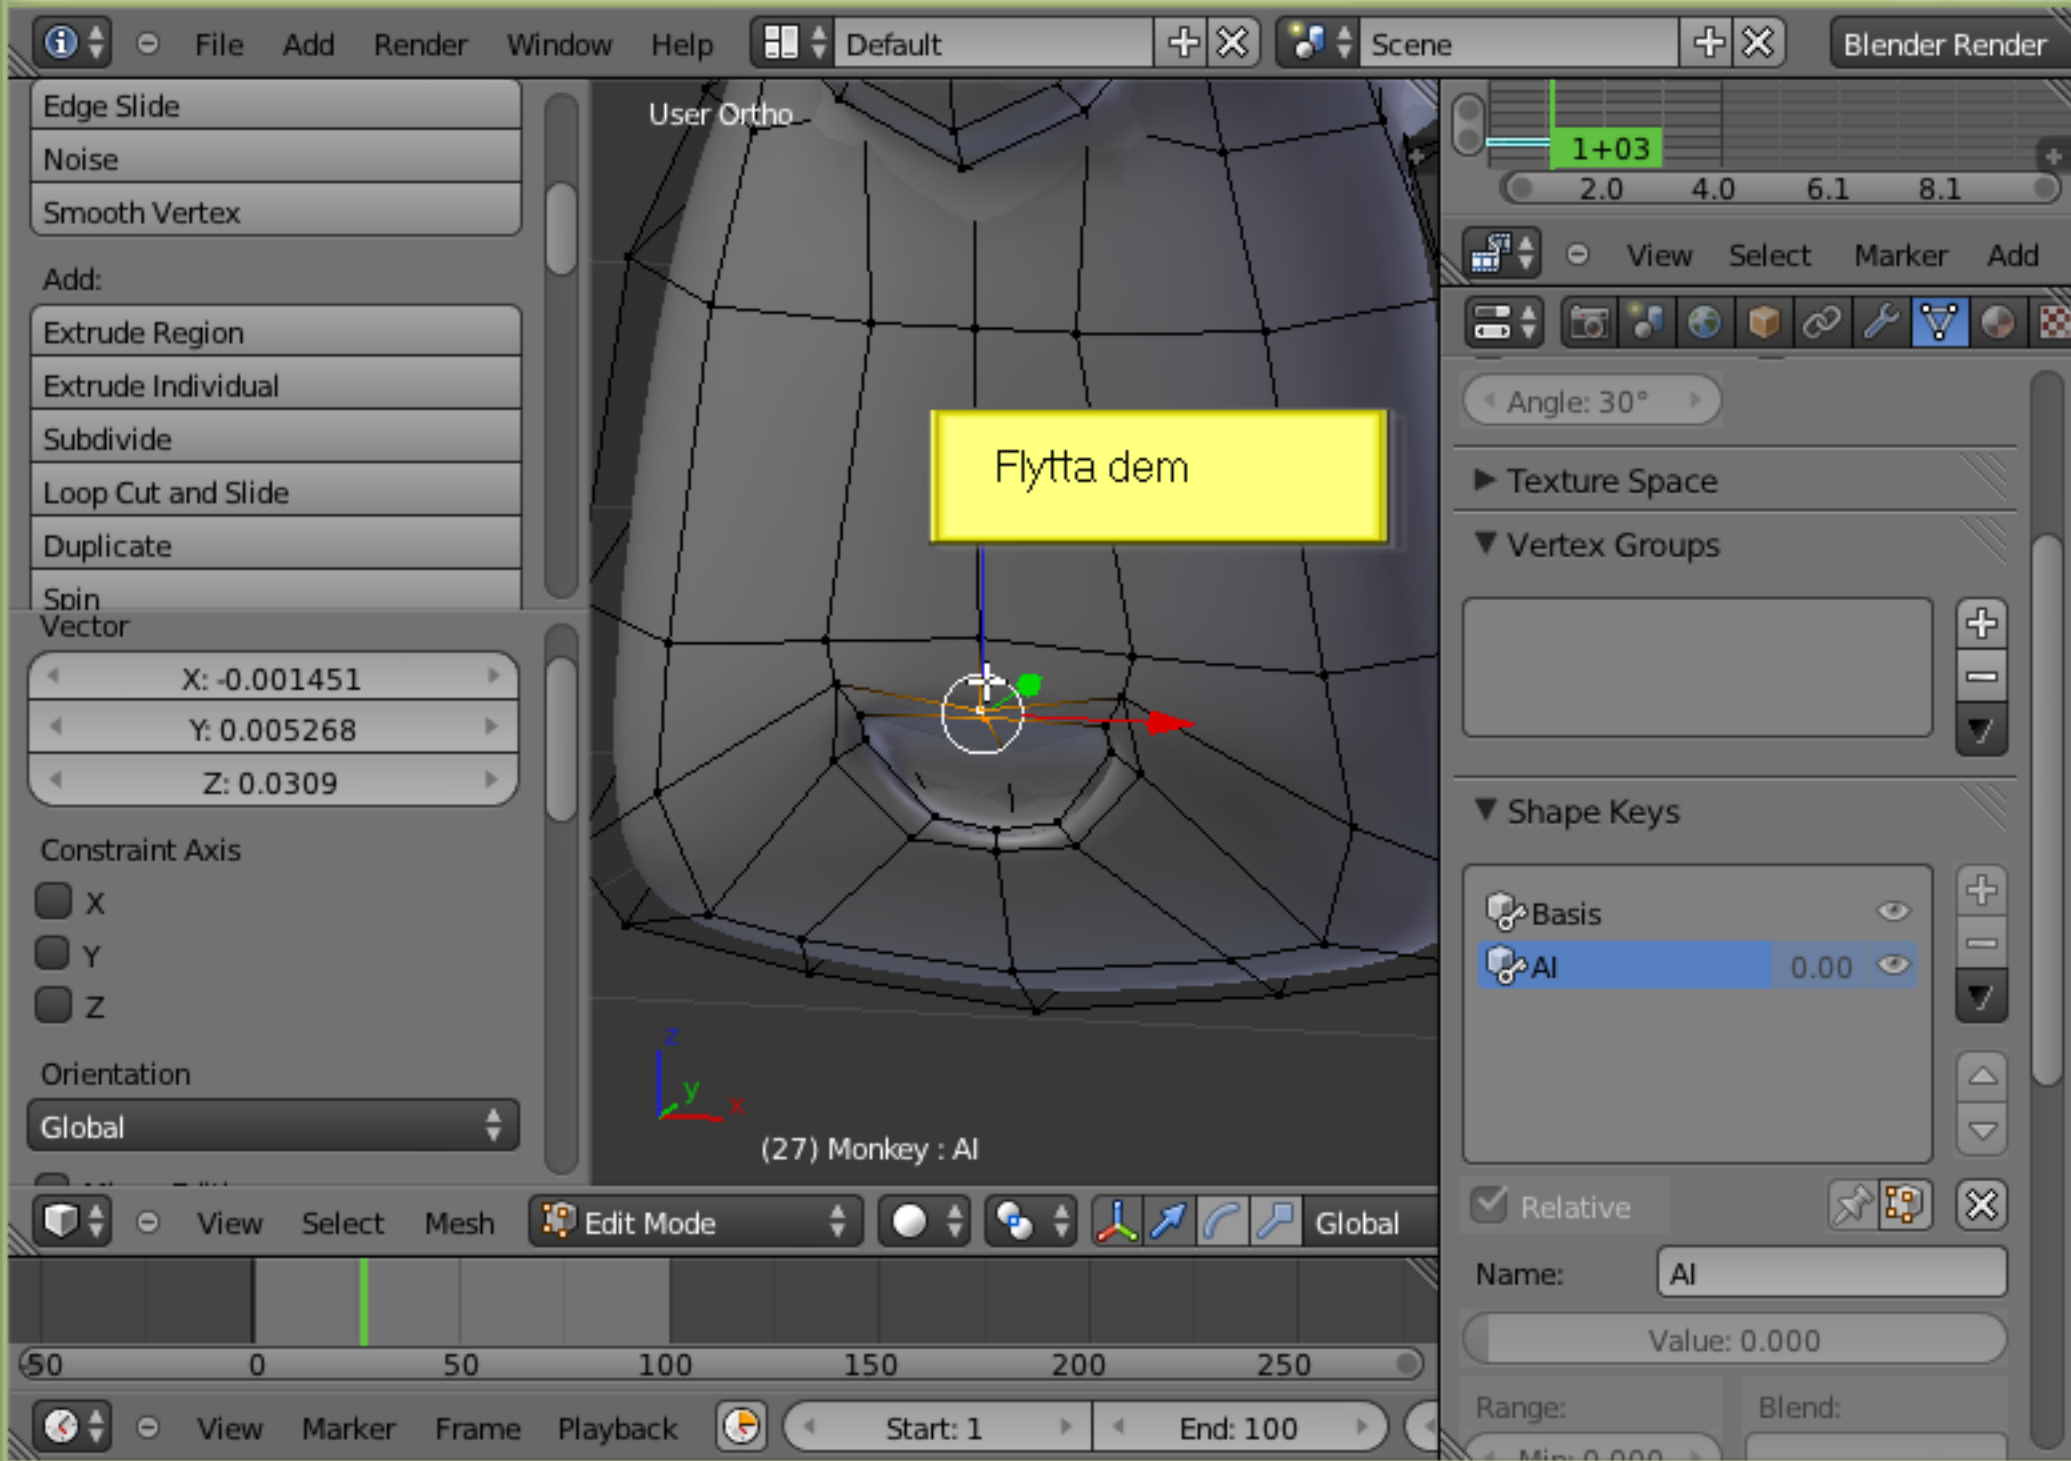 File Add Render Window Help Default Scene Blender Render
Edge Slide
Noise
Smooth Vertex
Add:
Extrude Region
Extrude Individual
Subdivide
Loop Cut and Slide
Duplicate
Spin
Vector
X: -0.001451
Y: 0.005268
Z: 0.0309
Constraint Axis
X
Y
Z
Orientation
Global
User Ortho
Flytta dem
z
y
x
(27) Monkey : AI
View Select Mesh Edit Mode Global
-50 0 50 100 150 200 250
View Marker Frame Playback Start: 1 End: 100
1+03
2.0 4.0 6.1 8.1
View Select Marker Add
Angle: 30°
Texture Space
Vertex Groups
Shape Keys
Basis
AI 0.00
Relative
Name: AI
Value: 0.000
Range: Blend:
Min: 0.000